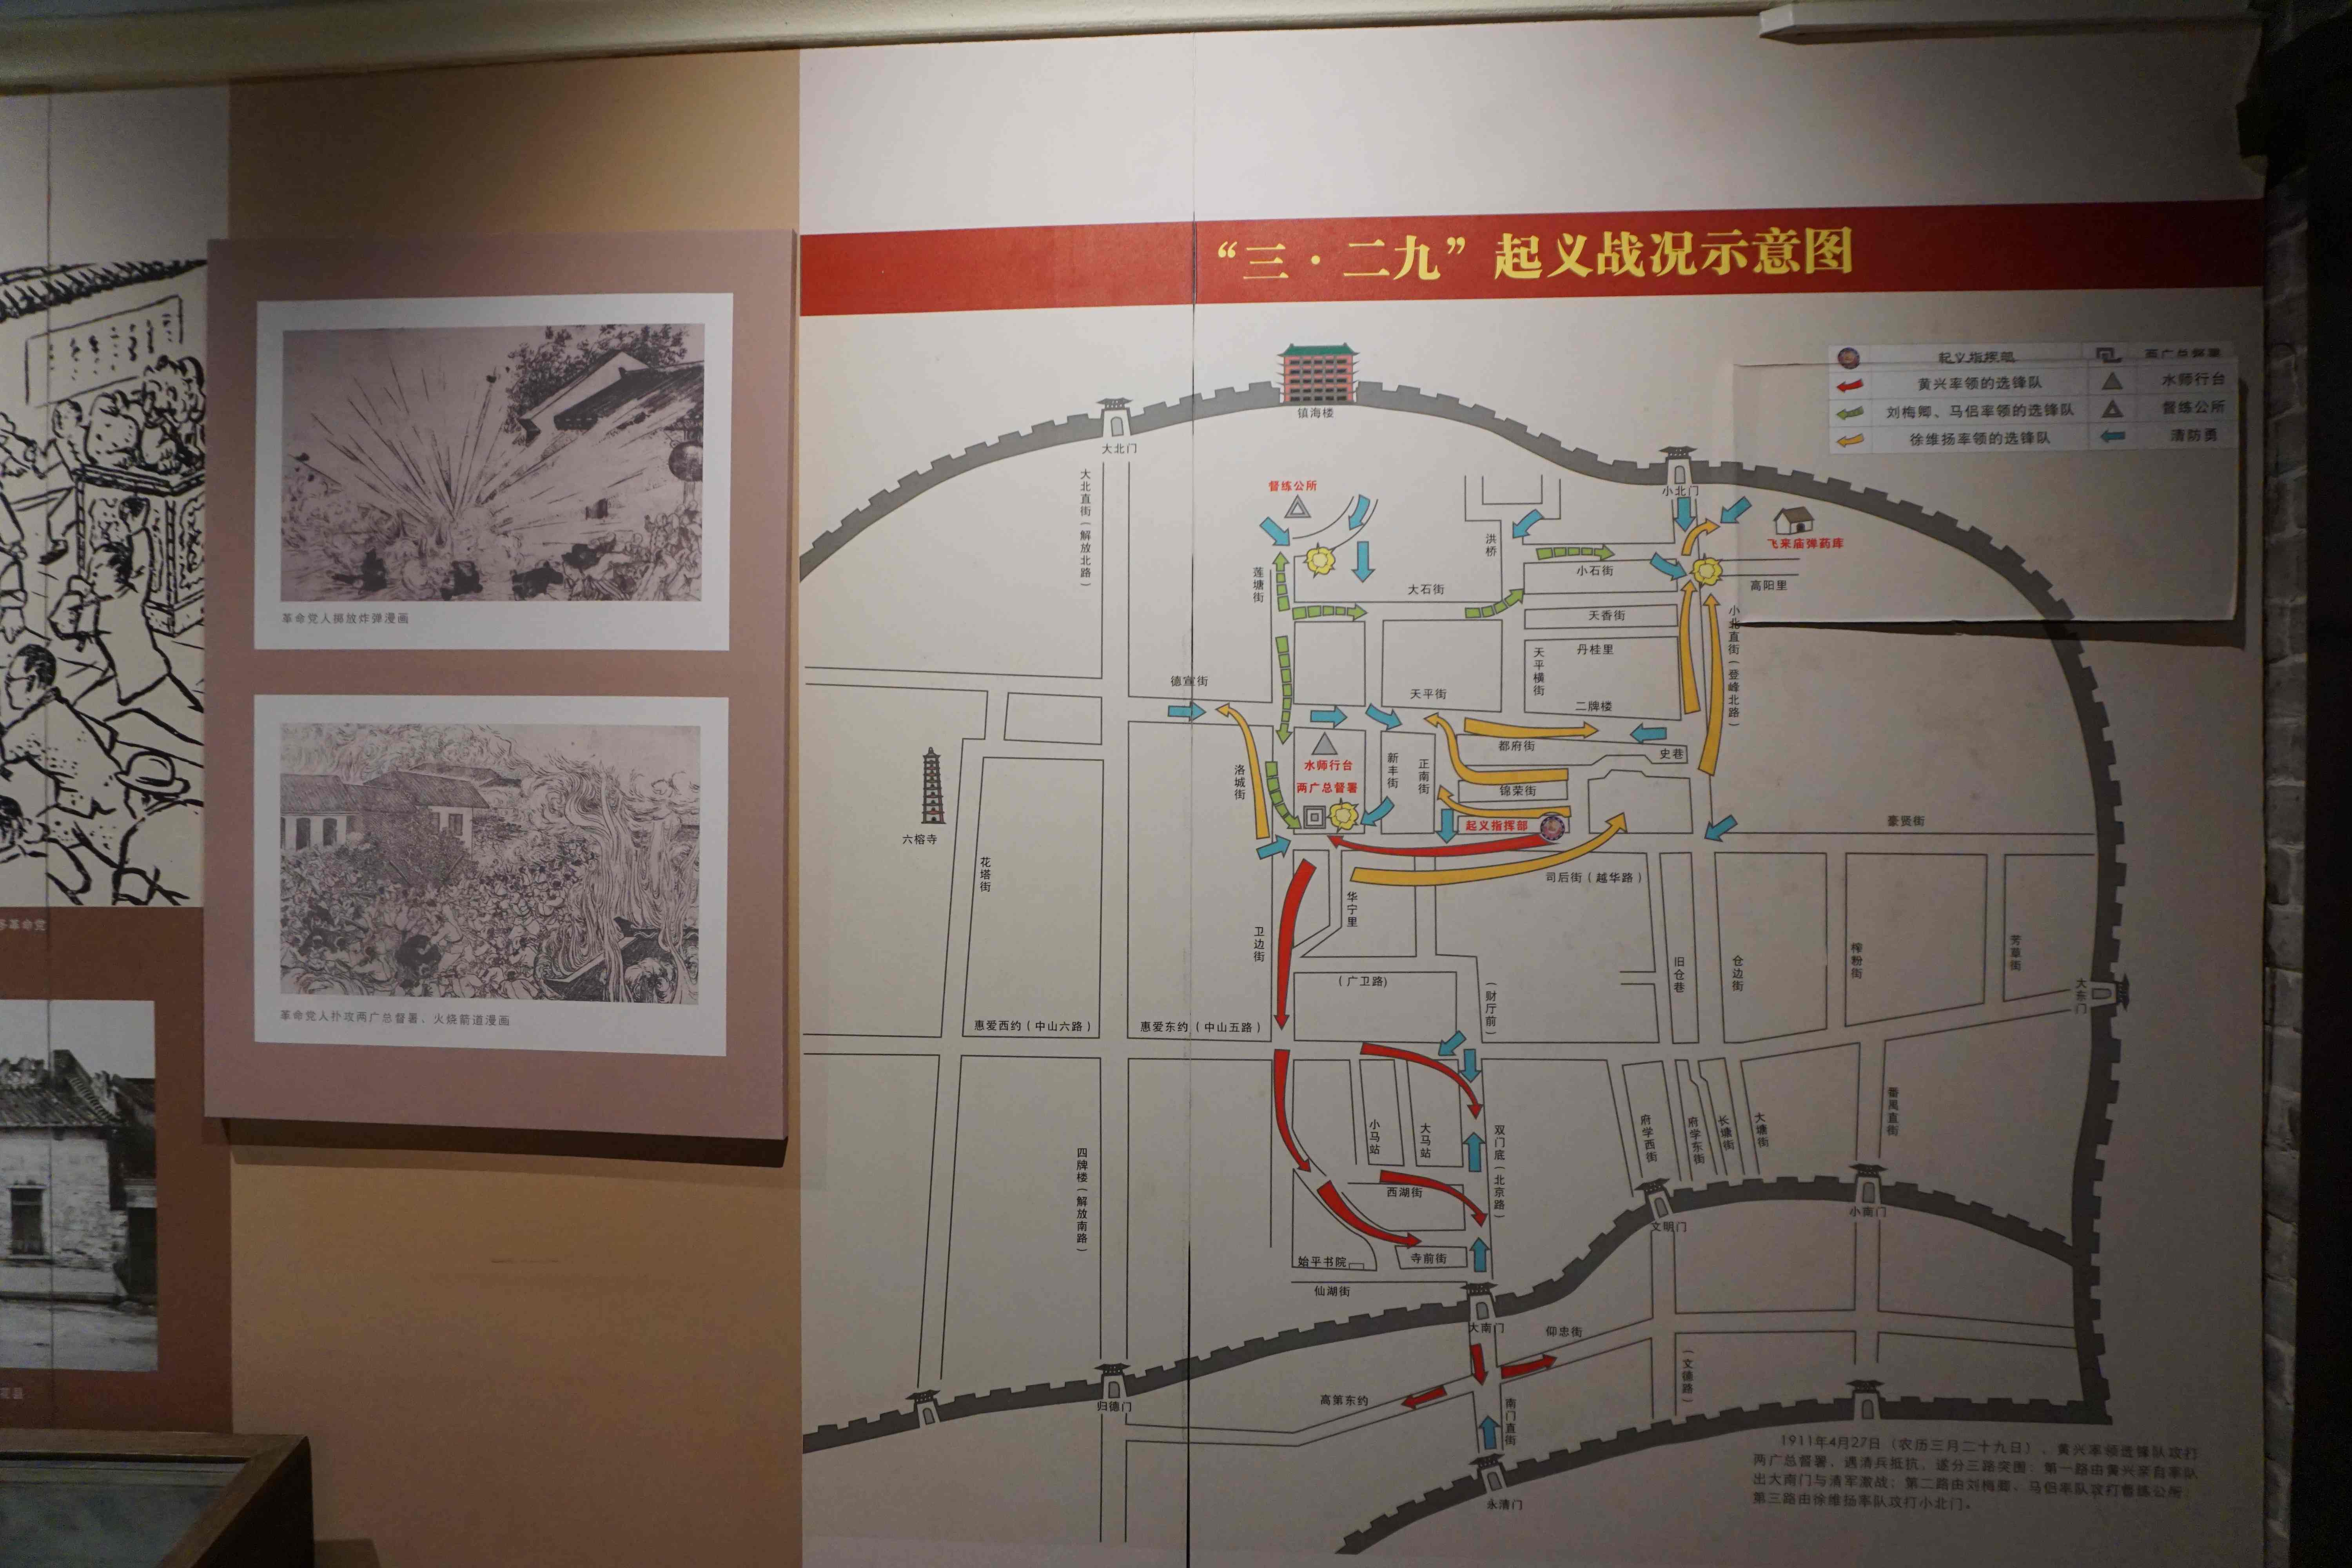 “三·二九”起义战况示意图
起义指挥部
两广总督署
黄兴率领的选锋队
水师行台
刘梅卿、马侣率领的选锋队
督练公所
徐维扬率领的选锋队
清防勇
革命党人掷放炸弹漫画
革命党人扑攻两广总督署，火烧箭道漫画
革命党
花县
镇海楼
大北门
小北门
大北直街（解放北路）
督练公所
洪桥
飞来庙弹药库
莲塘街
大石街
小石街
高阳里
天香街
小北直街（登峰北路）
丹桂里
天平横街
德宣街
天平街
二牌楼
都府街
史巷
水师行台
新丰街
正南街
洛城街
两广总督署
锦荣街
起义指挥部
六榕寺
豪贤街
花塔街
司后街（越华路）
华宁里
卫边街
旧仓巷
仓边街
榨粉街
芳草街
（广卫路）
（财厅前）
大东门
惠爱西约（中山六路）
惠爱东约（中山五路）
小马站
大马站
双门底（北京路）
府学西街
府学东街
长塘街
大塘街
番禺直街
四牌楼（解放南路）
西湖街
文明门
小南门
始平书院
寺前街
仙湖街
大南门
仰忠街
（文德路）
归德门
高第东约
南门直街
永清门
1911年4月27日（农历三月二十九日），黄兴率领选锋队攻打
两广总督署，遇清兵抵抗，遂分三路突围：第一路由黄兴亲自率队
出大南门与清军激战；第二路由刘梅卿、马侣率队攻打督练公所；
第三路由徐维扬率队攻打小北门。